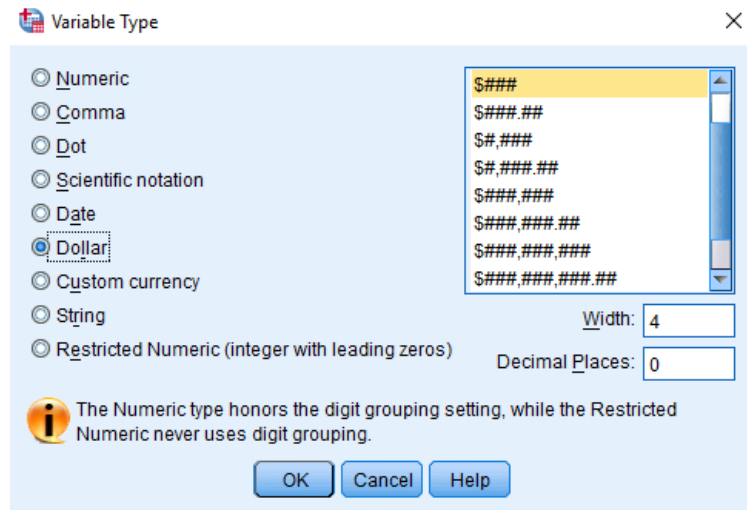 Variable Type
Numeric
Comma
Dot
Scientific notation
Date
Dollar
Custom currency
String
Restricted Numeric (integer with leading zeros)
$###
$###.##
$#,###
$#,###.##
$###,###
$###,###.##
$###,###,###
$###,###,###.##
Width: 4
Decimal Places: 0
The Numeric type honors the digit grouping setting, while the Restricted
Numeric never uses digit grouping.
OK Cancel Help